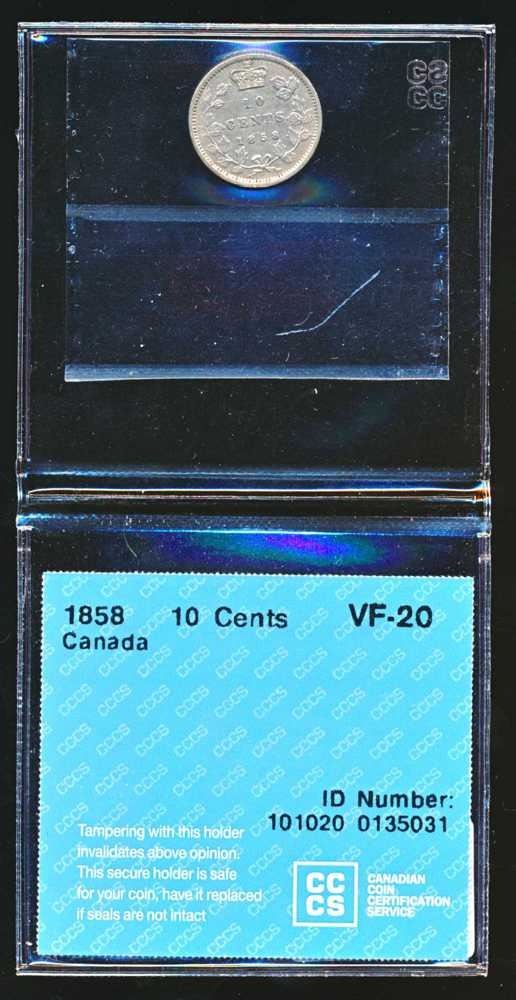 CC
CC
10
CENTS
1858
1858 10 Cents VF-20
Canada
ID Number:
101020 0135031
Tampering with this holder
invalidates above opinion.
This secure holder is safe
for your coin, have it replaced
if seals are not intact
CC
CS
CANADIAN
COIN
CERTIFICATION
SERVICE